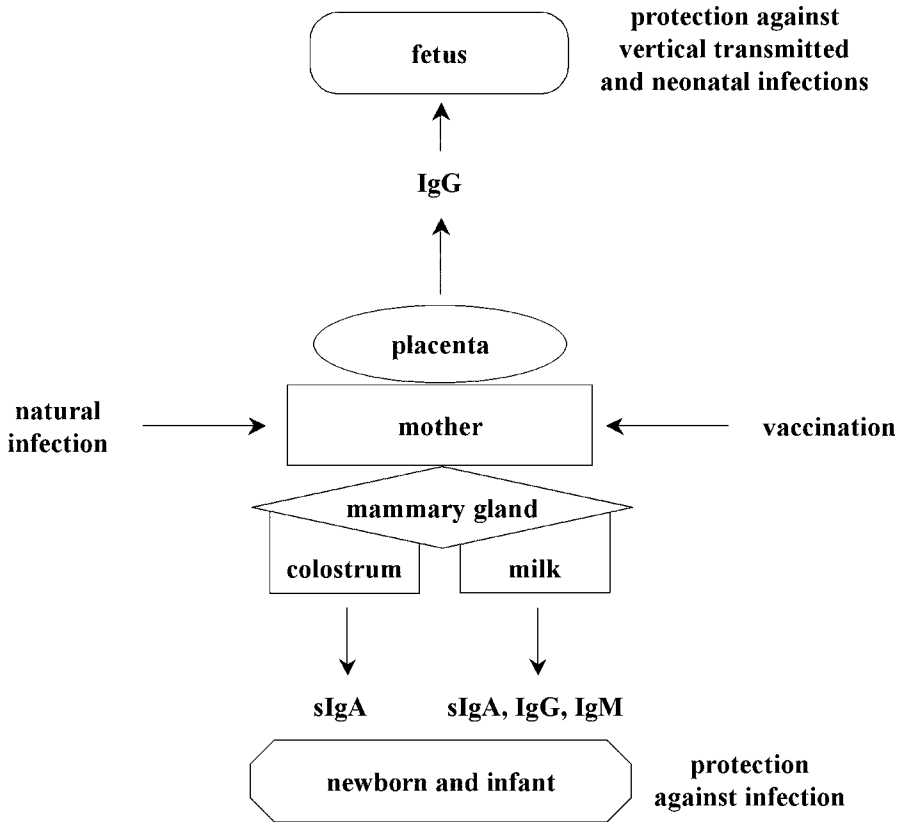 fetus
protection against
vertical transmitted
and neonatal infections
IgG
placenta
natural
infection
mother
vaccination
mammary gland
colostrum
milk
sIgA
sIgA, IgG, IgM
newborn and infant
protection
against infection